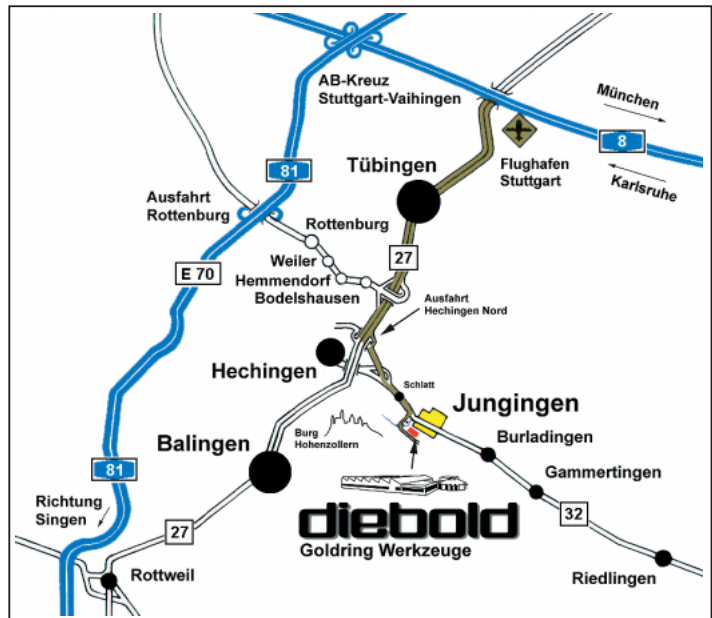 AB-Kreuz
Stuttgart-Vaihingen
München
8
Karlsruhe
Flughafen
Stuttgart
Tübingen
81
Ausfahrt
Rottenburg
Rottenburg
Weiler
Hemmendorf
Bodelshausen
27
E 70
Ausfahrt
Hechingen Nord
Hechingen
Schlatt
Jungingen
Burg
Hohenzollern
Burladingen
Balingen
81
Gammertingen
Richtung
Singen
27
32
diebold
Goldring Werkzeuge
Rottweil
Riedlingen